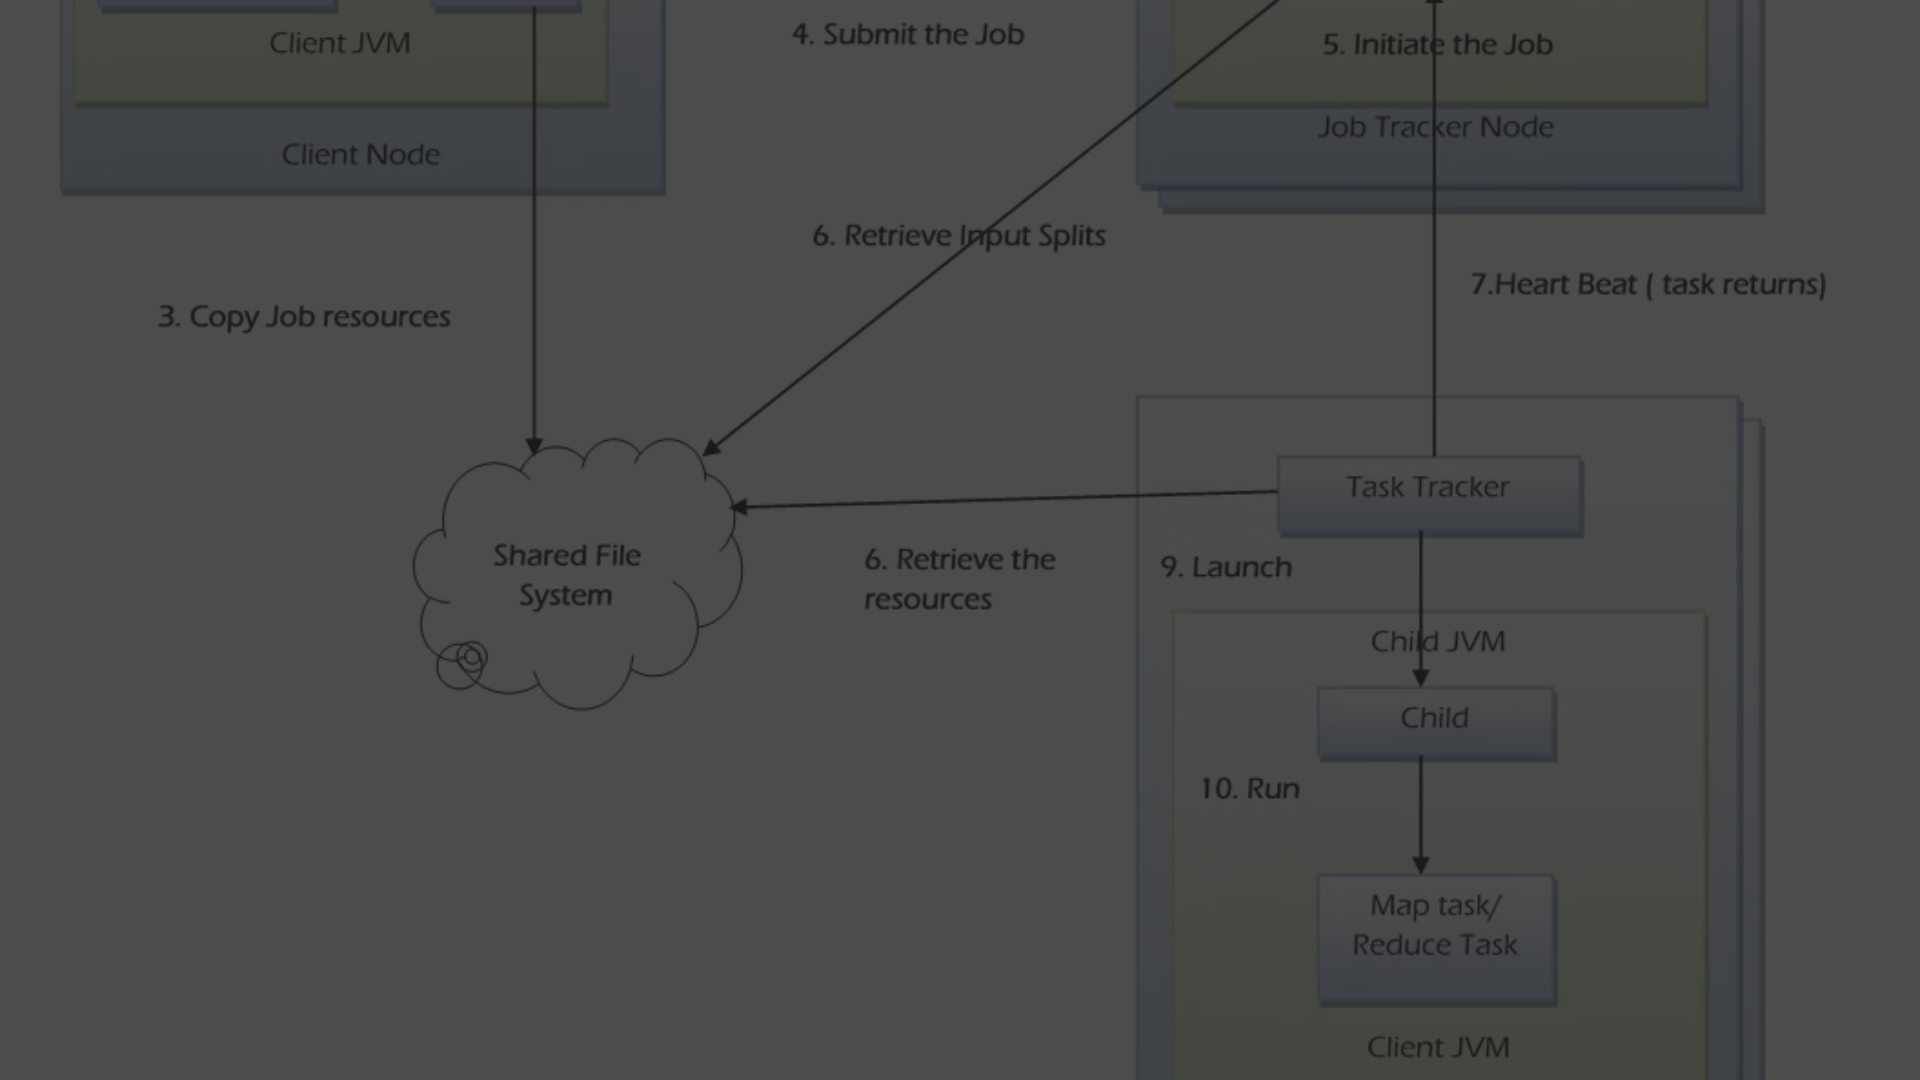 Client JVM
4. Submit the Job
5. Initiate the Job
Client Node
Job Tracker Node
6. Retrieve Input Splits
3. Copy Job resources
7.Heart Beat ( task returns)
Task Tracker
Shared File
System
6. Retrieve the
resources
9. Launch
Child JVM
Child
10. Run
Map task/
Reduce Task
Client JVM